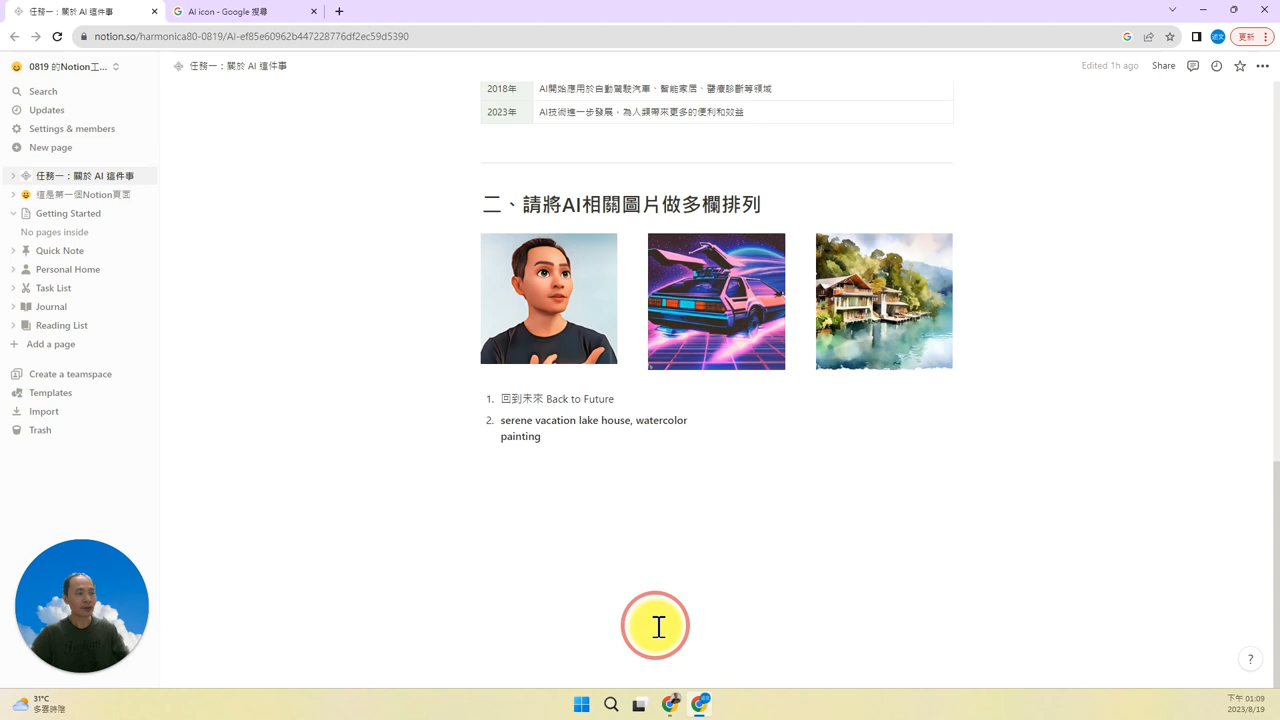 任務一：關於 AI 這件事
AI icon - Google 搜尋
notion.so/harmonica80-0819/AI-ef85e60962b447228776df2ec59d5390
更新
0819 的Notion工...
任務一：關於 AI 這件事
Edited 1h ago
Share
Search
Updates
Settings & members
New page
任務一：關於 AI 這件事
這是第一個Notion頁面
Getting Started
No pages inside
Quick Note
Personal Home
Task List
Journal
Reading List
Add a page
Create a teamspace
Templates
Import
Trash
2018年 AI開始應用於自動駕駛汽車、智能家居、醫療診斷等領域
2023年 AI技術進一步發展，為人類帶來更多的便利和效益
二、請將AI相關圖片做多欄排列
1. 回到未來 Back to Future
2. serene vacation lake house, watercolor
painting
?
31°C
多雲時陰
下午 01:09
2023/8/19